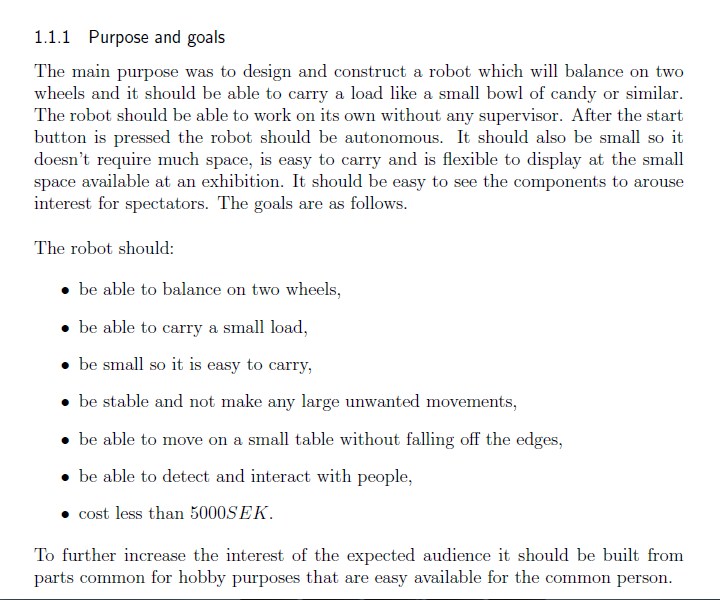 1.1.1 Purpose and goals
The main purpose was to design and construct a robot which will balance on two
wheels and it should be able to carry a load like a small bowl of candy or similar.
The robot should be able to work on its own without any supervisor. After the start
button is pressed the robot should be autonomous. It should also be small so it
doesn't require much space, is easy to carry and is flexible to display at the small
space available at an exhibition. It should be easy to see the components to arouse
interest for spectators. The goals are as follows.
The robot should:
• be able to balance on two wheels,
• be able to carry a small load,
• be small so it is easy to carry,
• be stable and not make any large unwanted movements,
• be able to move on a small table without falling off the edges,
• be able to detect and interact with people,
• cost less than 5000SEK.
To further increase the interest of the expected audience it should be built from
parts common for hobby purposes that are easy available for the common person.